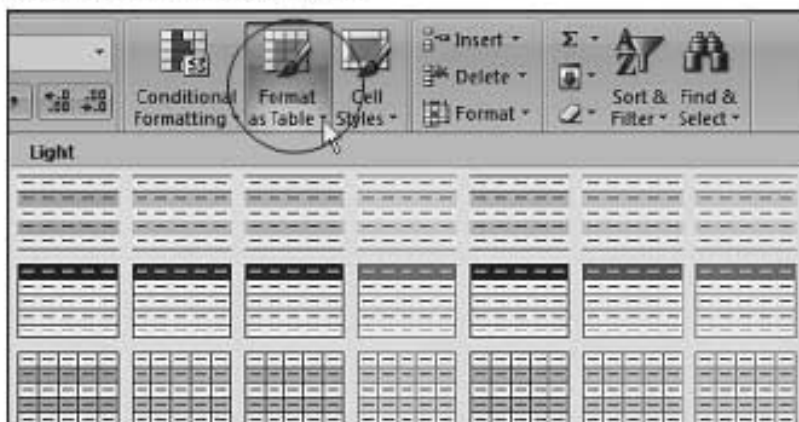 Insert
Σ
Delete
Conditional Formatting
Format as Table
Cell Styles
Format
Sort & Filter
Find & Select
Light